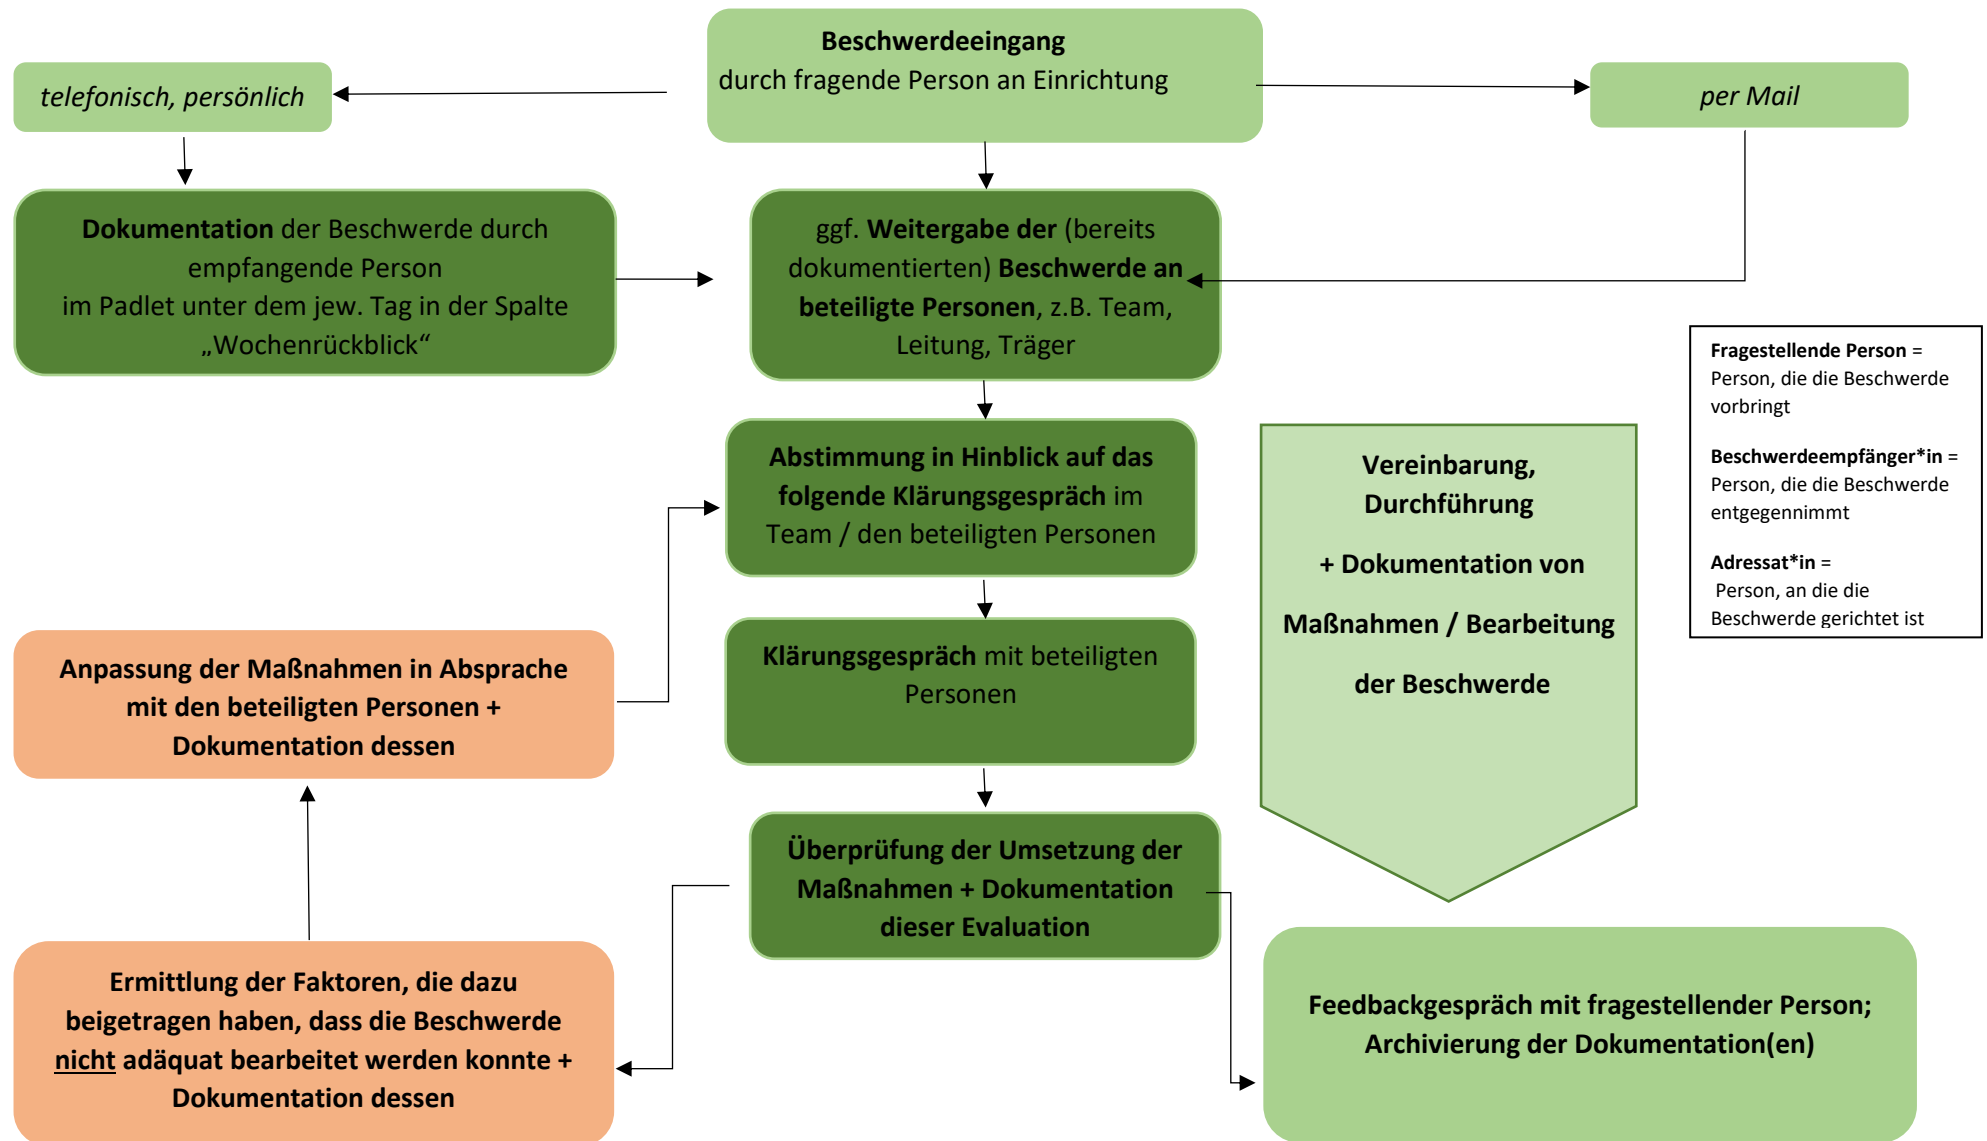 Beschwerdeeingang
durch fragende Person an Einrichtung
telefonisch, persönlich
per Mail
Dokumentation der Beschwerde durch
empfangende Person
im Padlet unter dem jew. Tag in der Spalte
„Wochenrückblick“
ggf. Weitergabe der (bereits
dokumentierten) Beschwerde an
beteiligte Personen, z.B. Team,
Leitung, Träger
Fragestellende Person =
Person, die die Beschwerde
vorbringt
Beschwerdeempfänger*in =
Person, die die Beschwerde
entgegennimmt
Adressat*in =
Person, an die die
Beschwerde gerichtet ist
Abstimmung in Hinblick auf das
folgende Klärungsgespräch im
Team / den beteiligten Personen
Vereinbarung,
Durchführung
+ Dokumentation von
Maßnahmen / Bearbeitung
der Beschwerde
Klärungsgespräch mit beteiligten
Personen
Anpassung der Maßnahmen in Absprache
mit den beteiligten Personen +
Dokumentation dessen
Überprüfung der Umsetzung der
Maßnahmen + Dokumentation
dieser Evaluation
Ermittlung der Faktoren, die dazu
beigetragen haben, dass die Beschwerde
nicht adäquat bearbeitet werden konnte +
Dokumentation dessen
Feedbackgespräch mit fragestellender Person;
Archivierung der Dokumentation(en)